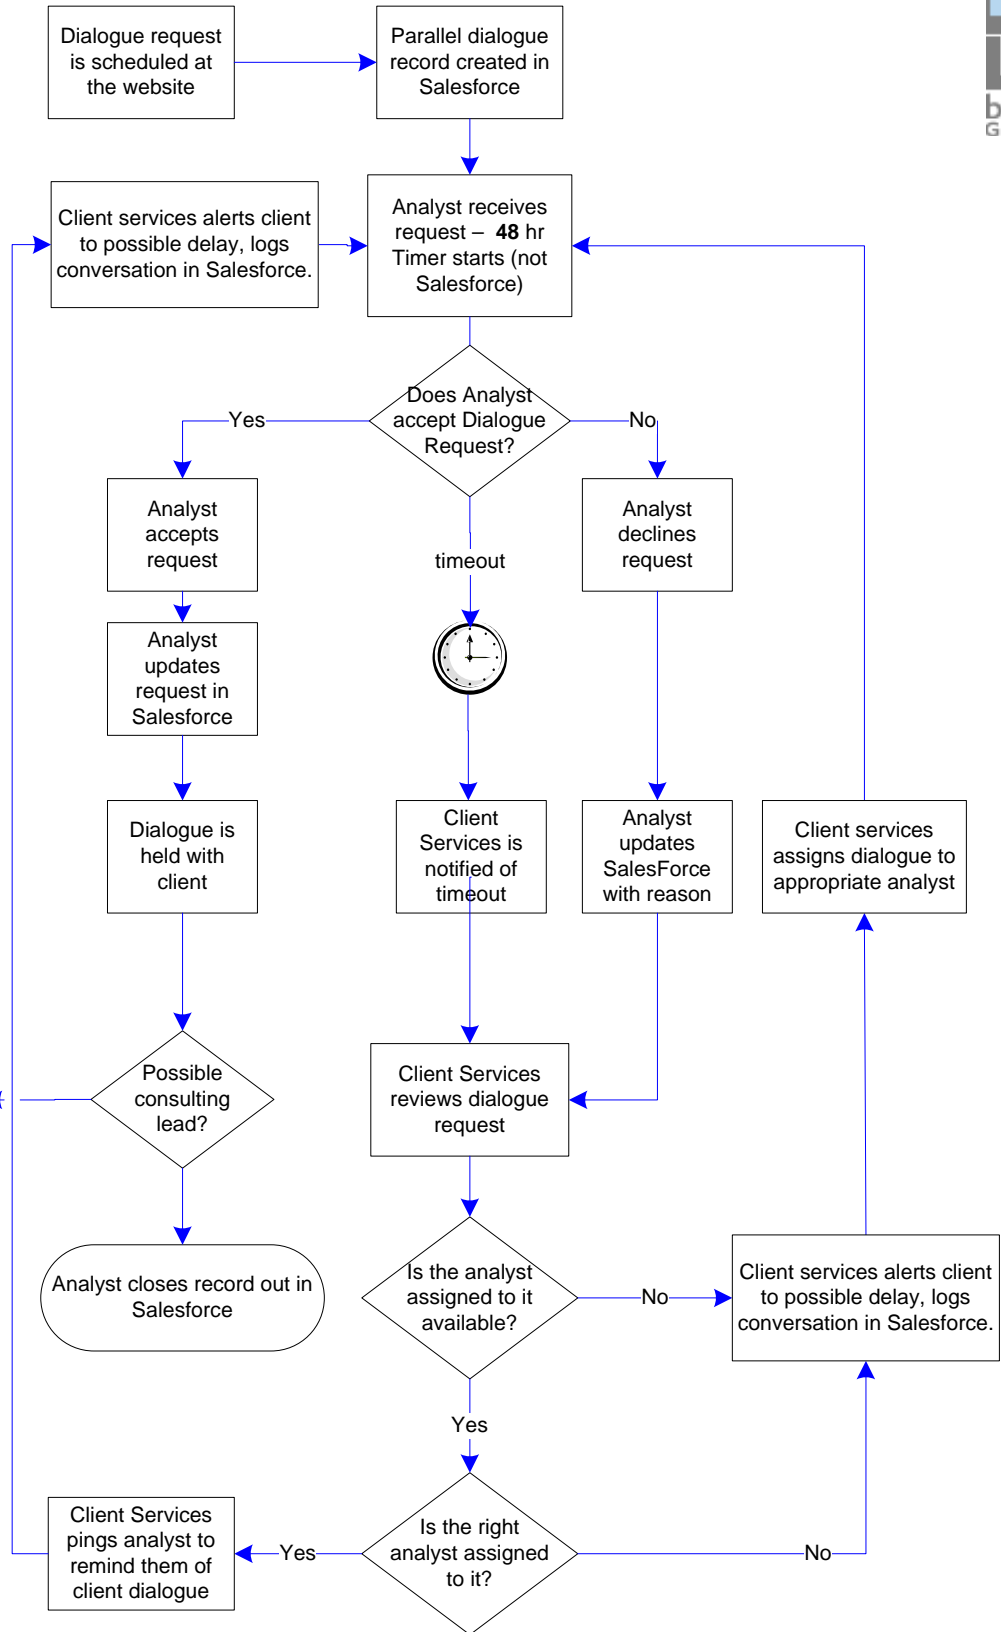 Dialogue request
is scheduled at
the website
Parallel dialogue
record created in
Salesforce
b
G
Client services alerts client
to possible delay, logs
conversation in Salesforce.
Analyst receives
request – 48 hr
Timer starts (not
Salesforce)
Does Analyst
accept Dialogue
Request?
Yes
No
Analyst
accepts
request
timeout
Analyst
declines
request
Analyst
updates
request in
Salesforce
Dialogue is
held with
client
Client
Services is
notified of
timeout
Analyst
updates
SalesForce
with reason
Client services
assigns dialogue to
appropriate analyst
Possible
consulting
lead?
Client Services
reviews dialogue
request
Analyst closes record out in
Salesforce
Is the analyst
assigned to it
available?
No
Client services alerts client
to possible delay, logs
conversation in Salesforce.
Yes
Client Services
pings analyst to
remind them of
client dialogue
Yes
Is the right
analyst assigned
to it?
No